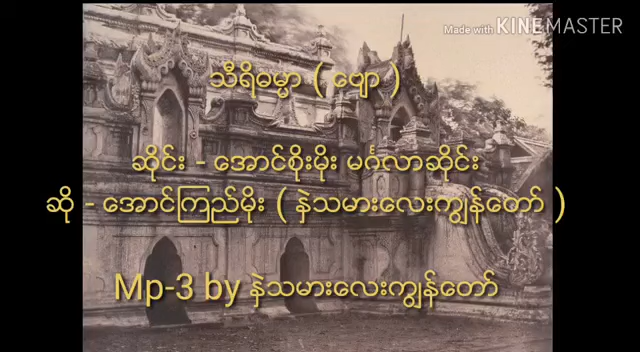 Made with KINEMASTER
သီရိဓမ္မာ ( ဗျော )
ဆိုင်း - အောင်စိုးမိုး မင်္ဂလာဆိုင်း
ဆို - အောင်ကြည်မိုး ( နှဲသမားလေးကျွန်တော် )
Mp-3 by နှဲသမားလေးကျွန်တော်